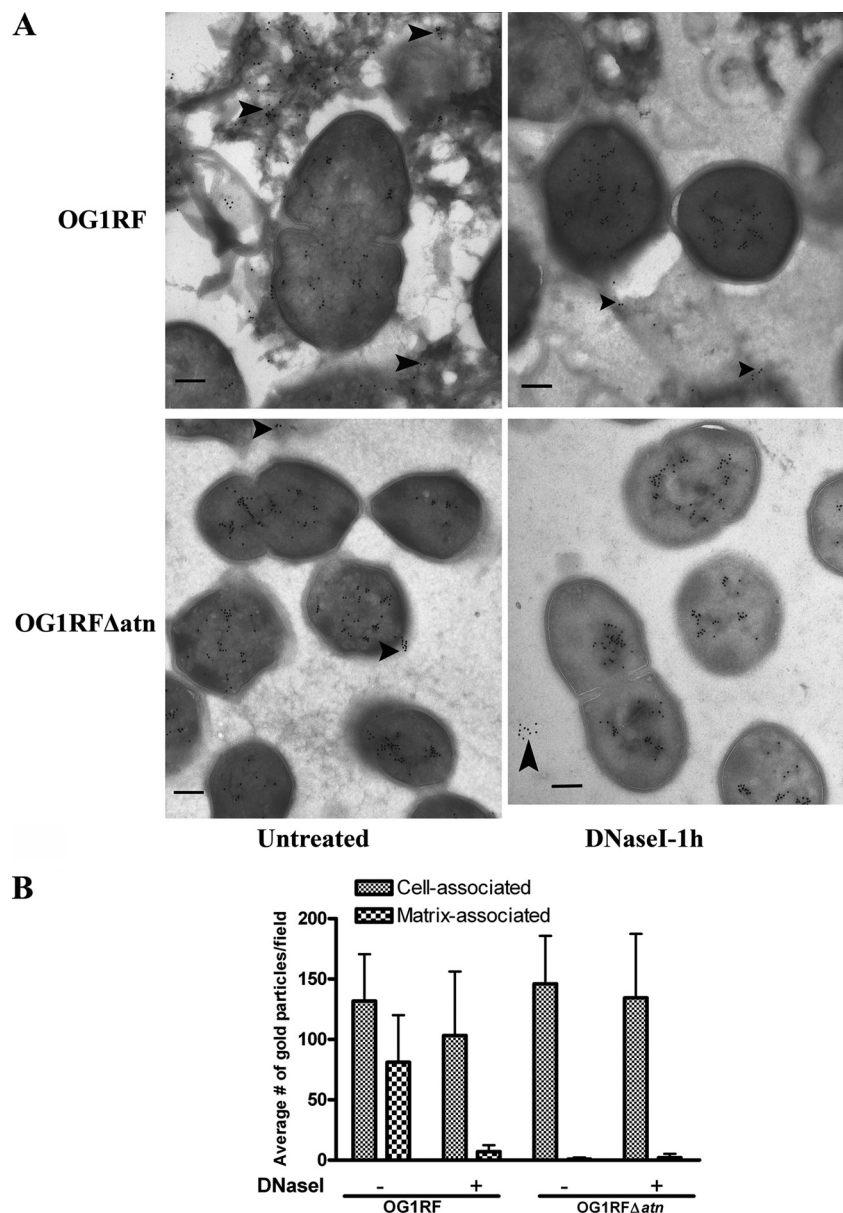 A
OG1RF
OG1RFΔatn
Untreated DNaseI-1h
B
Cell-associated
Matrix-associated
Average # of gold particles/field
200
150
100
50
0
DNaseI - + - +
OG1RF OG1RFΔatn